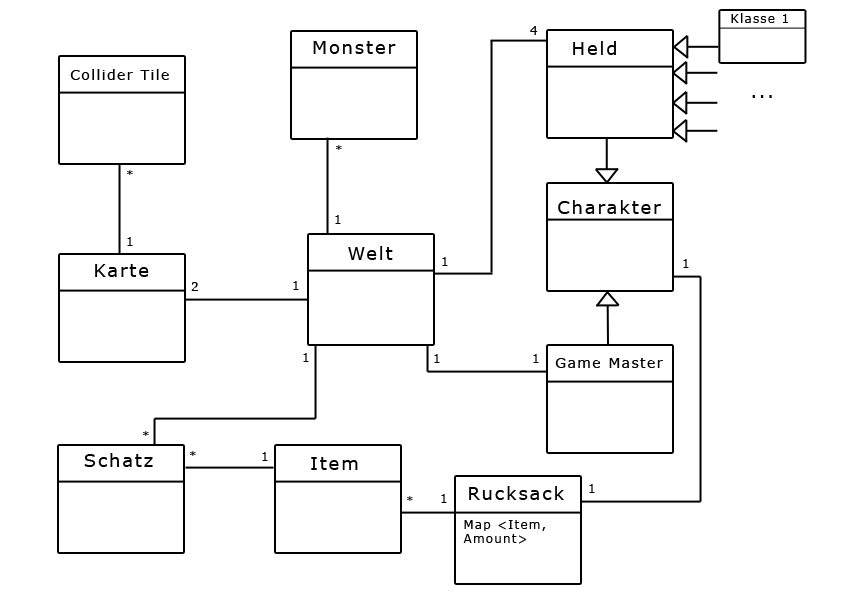 Klasse 1
Monster
4
Held
Collider Tile
...
*
*
Charakter
1
1
Welt
1
1
Karte
2
1
1
1
1
Game Master
*
*
1
Schatz
Item
*
1
Rucksack
1
Map <Item,
Amount>